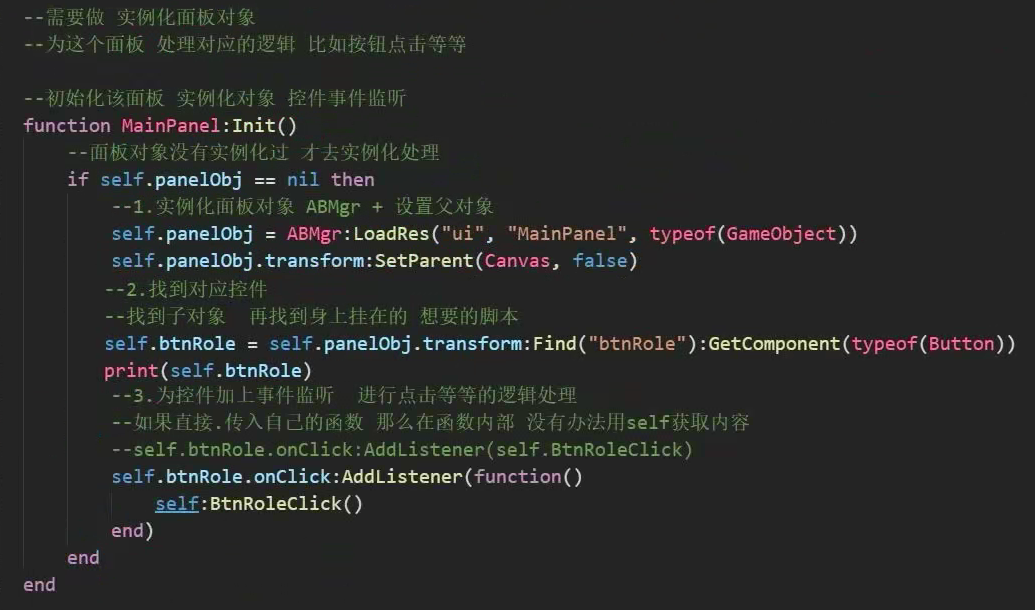 --需要做 实例化面板对象
--为这个面板 处理对应的逻辑 比如按钮点击等等
--初始化该面板 实例化对象 控件事件监听
function MainPanel:Init()
--面板对象没有实例化过 才去实例化处理
if self.panelObj == nil then
--1.实例化面板对象 ABMgr + 设置父对象
self.panelObj = ABMgr:LoadRes("ui", "MainPanel", typeof(GameObject))
self.panelObj.transform:SetParent(Canvas, false)
--2.找到对应控件
--找到子对象  再找到身上挂在的 想要的脚本
self.btnRole = self.panelObj.transform:Find("btnRole"):GetComponent(typeof(Button))
print(self.btnRole)
--3.为控件加上事件监听  进行点击等等的逻辑处理
--如果直接.传入自己的函数 那么在函数内部 没有办法用self获取内容
--self.btnRole.onClick:AddListener(self.BtnRoleClick)
self.btnRole.onClick:AddListener(function()
self:BtnRoleClick()
end)
end
end